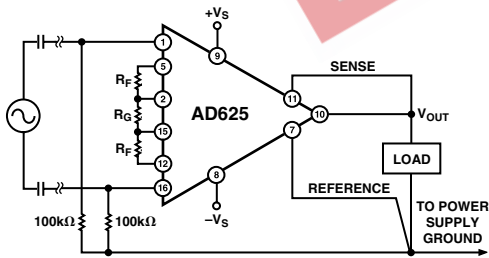 +VS
1
9
5
RF
SENSE
2
11
RG
AD625
10
VOUT
15
7
RF
LOAD
12
8
REFERENCE
16
TO POWER
SUPPLY
GROUND
100kΩ
100kΩ
–VS